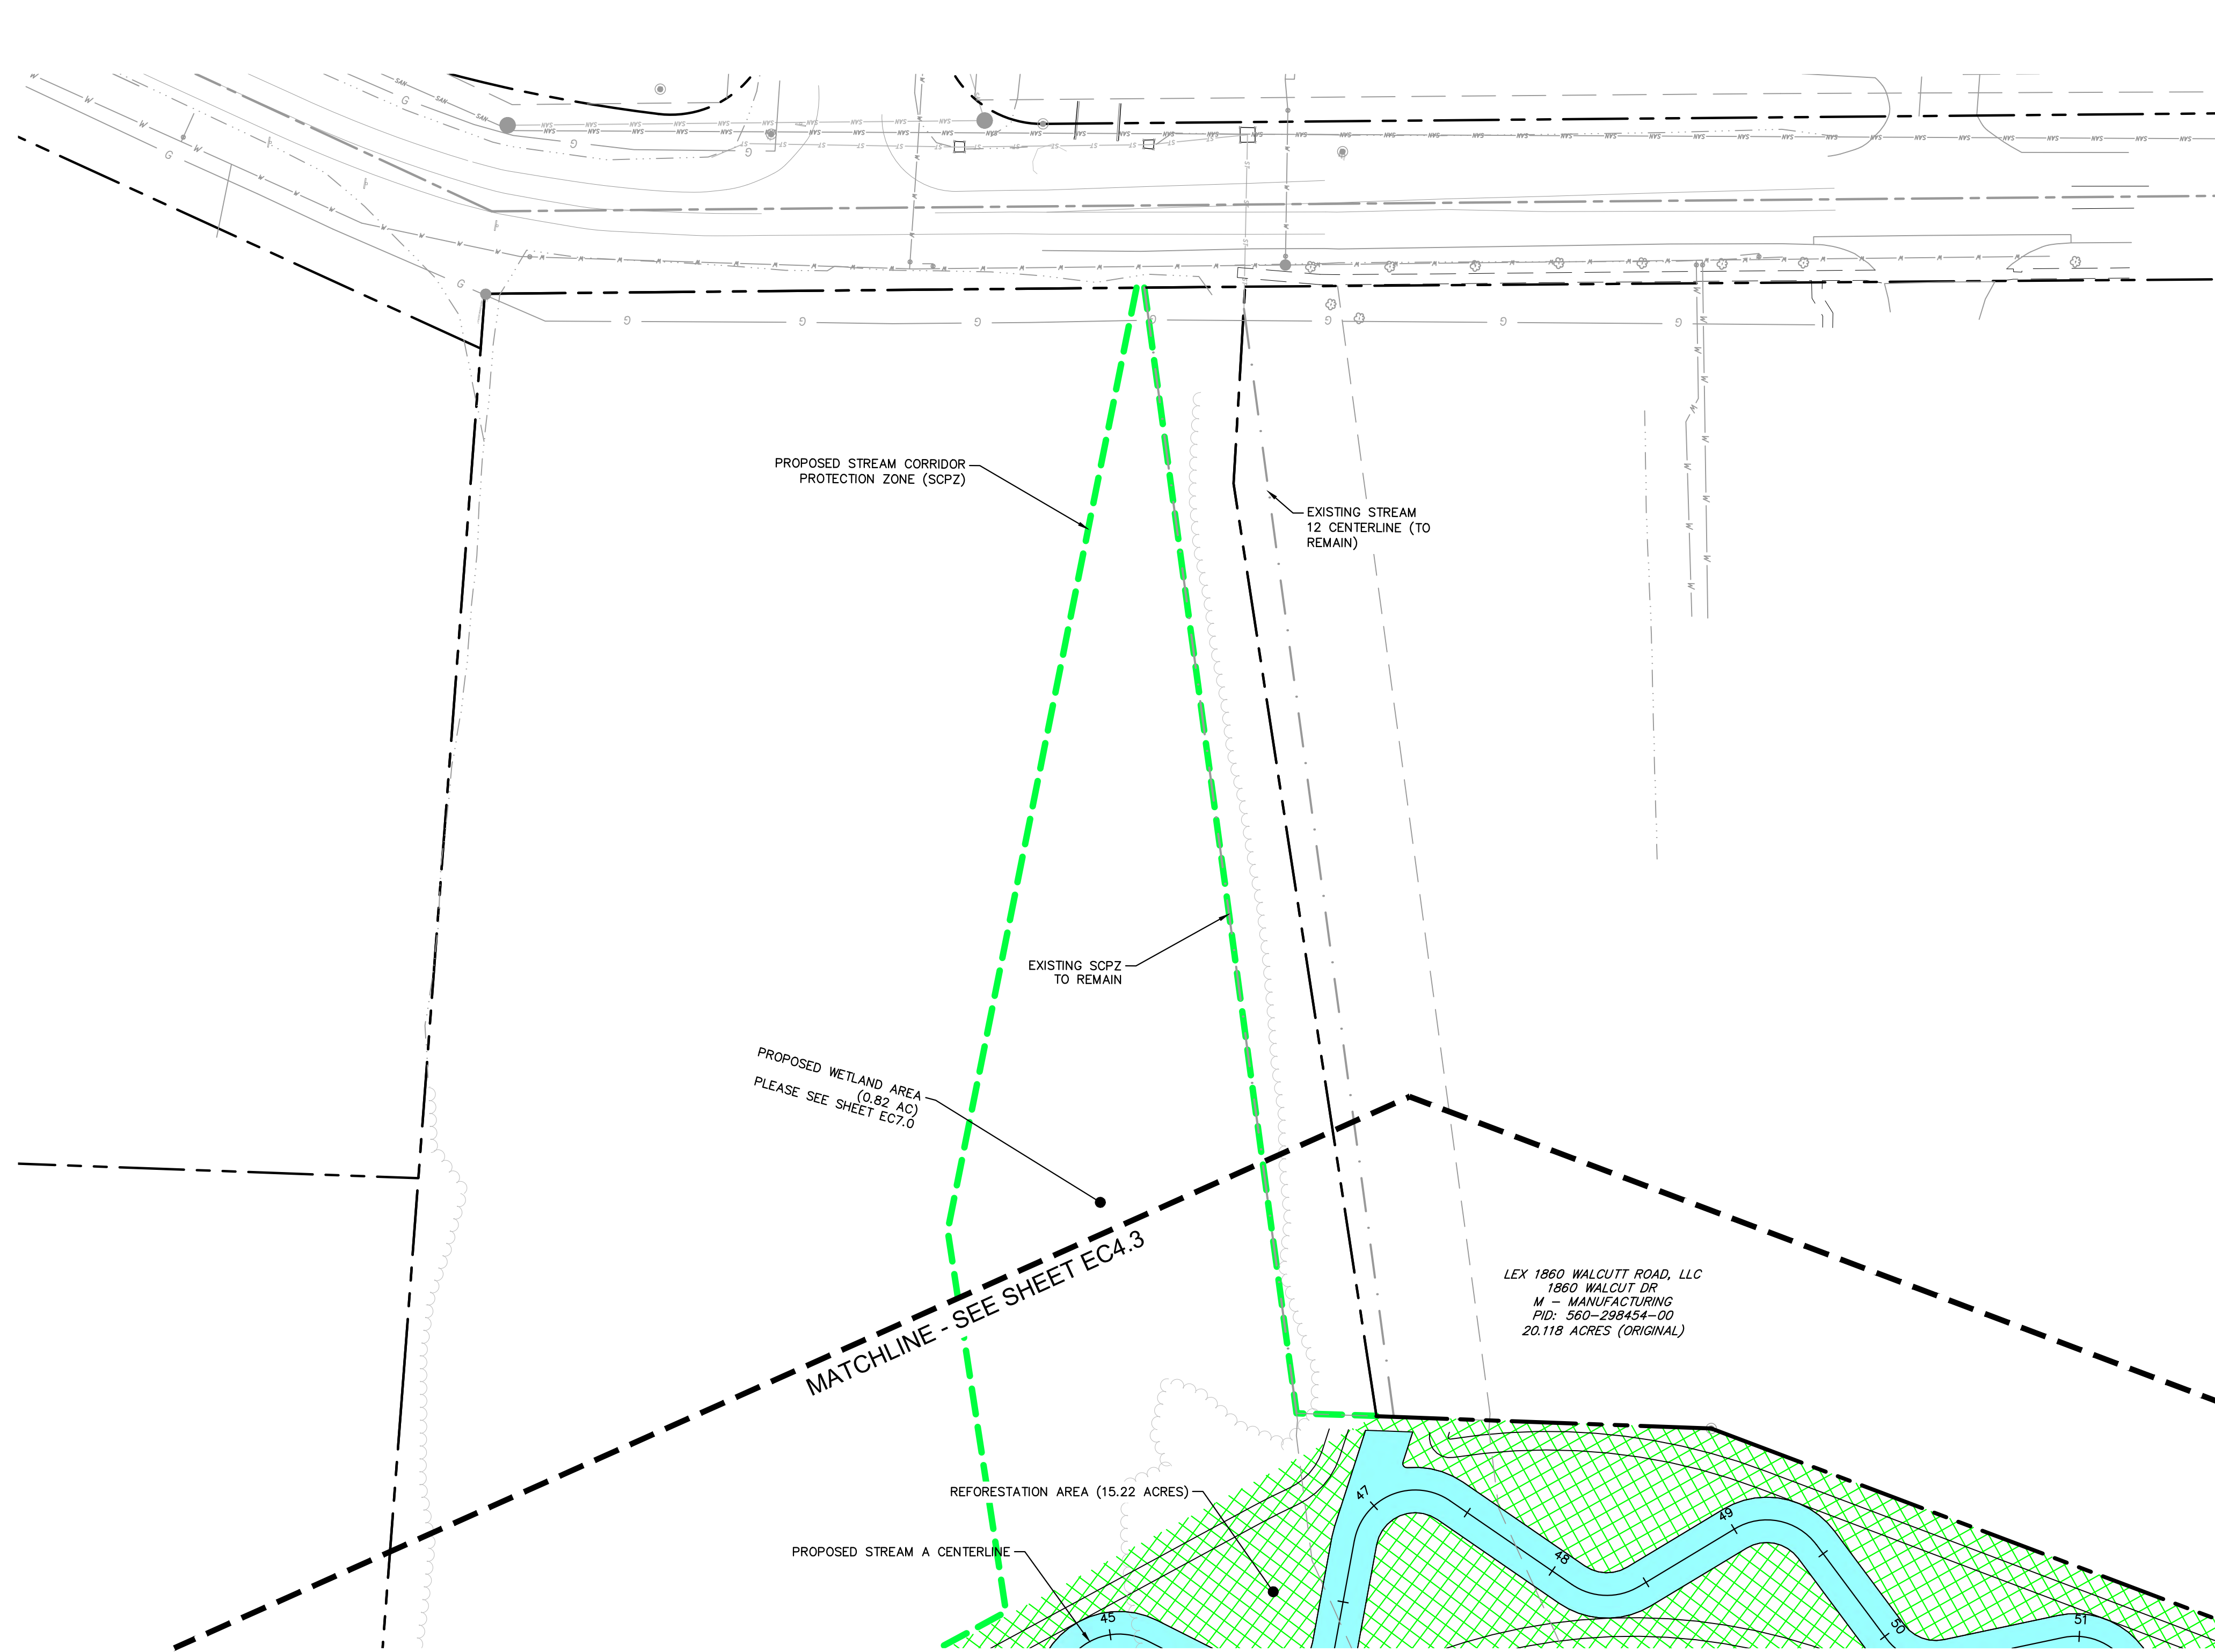 PROPOSED STREAM CORRIDOR
PROTECTION ZONE (SCPZ)
EXISTING STREAM
12 CENTERLINE (TO
REMAIN)
EXISTING SCPZ
TO REMAIN
PROPOSED WETLAND AREA
(0.82 AC)
PLEASE SEE SHEET EC7.0
MATCHLINE - SEE SHEET EC4.3
LEX 1860 WALCUTT ROAD, LLC
1860 WALCUT DR
M - MANUFACTURING
PID: 560-298454-00
20.118 ACRES (ORIGINAL)
REFORESTATION AREA (15.22 ACRES)
PROPOSED STREAM A CENTERLINE
45
47
48
49
50
51